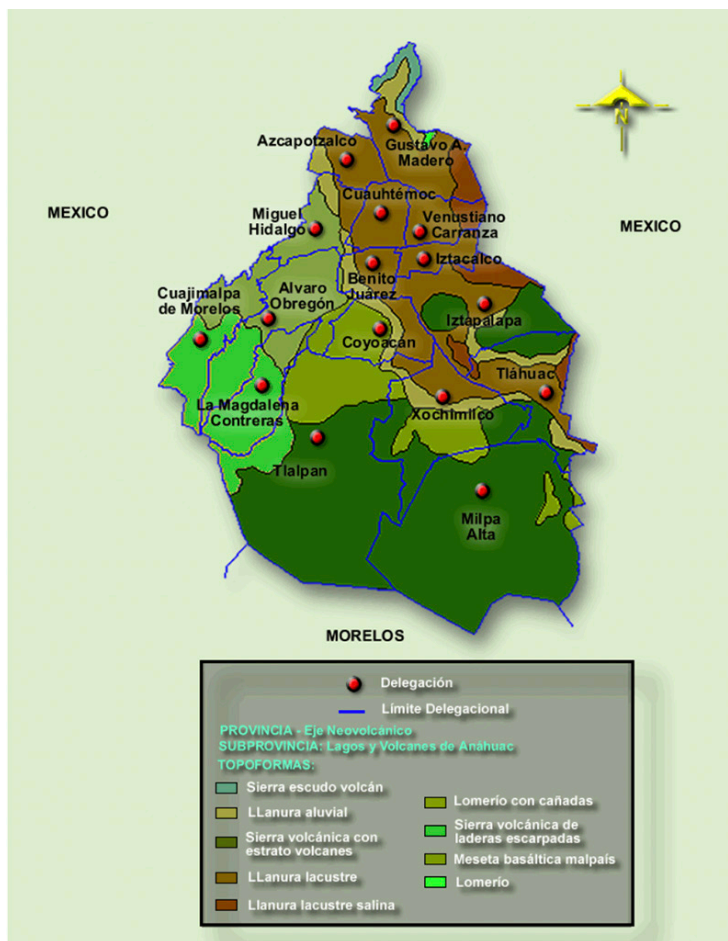 N
Azcapotzalco
Gustavo A.
Madero
Cuauhtémoc
MEXICO
Miguel
Hidalgo
Venustiano
Carranza
MEXICO
Iztacalco
Benito
Juárez
Cuajimalpa
de Morelos
Alvaro
Obregón
Iztapalapa
Coyoacán
Tláhuac
La Magdalena
Contreras
Xochimilco
Tlalpan
Milpa
Alta
MORELOS
Delegación
Límite Delegacional
PROVINCIA - Eje Neovolcánico
SUBPROVINCIA: Lagos y Volcanes de Anáhuac
TOPOFORMAS:
Sierra escudo volcán
LLanura aluvial
Sierra volcánica con
estrato volcanes
LLanura lacustre
Llanura lacustre salina
Lomerío con cañadas
Sierra volcánica de
laderas escarpadas
Meseta basáltica malpaís
Lomerío